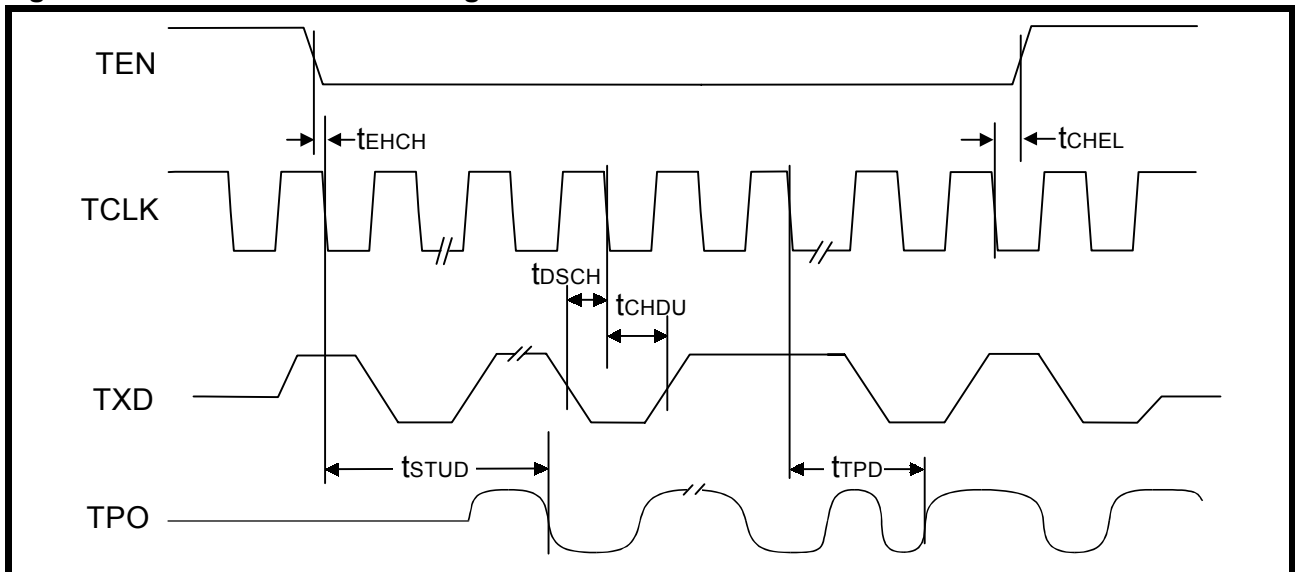 TEN
tEHCH
tCHEL
TCLK
tDSCH
tCHDU
TXD
tSTUD
tTPD
TPO